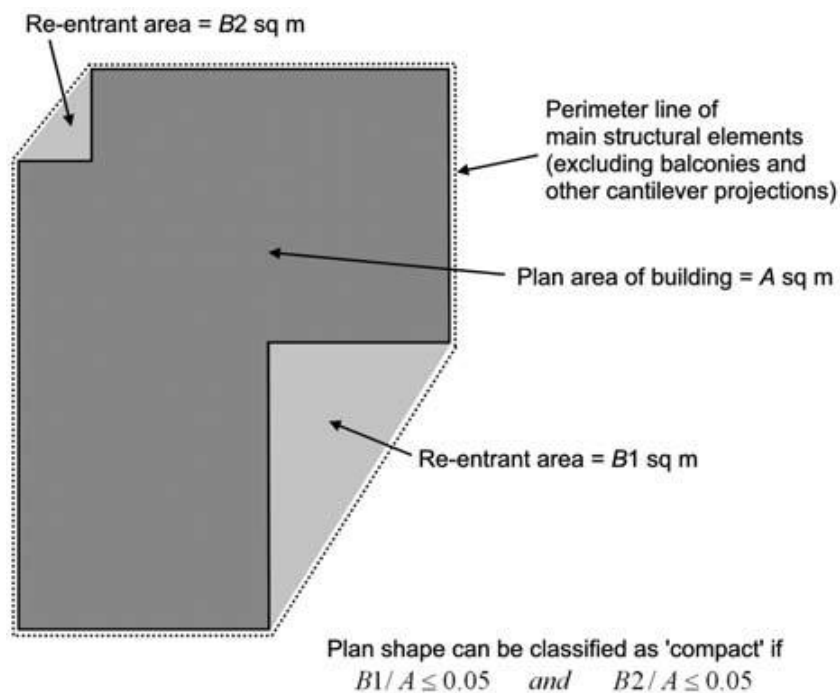 Re-entrant area = B2 sq m
Perimeter line of
main structural elements
(excluding balconies and
other cantilever projections)
Plan area of building = A sq m
Re-entrant area = B1 sq m
Plan shape can be classified as 'compact' if
B1/A ≤ 0.05 and B2/A ≤ 0.05